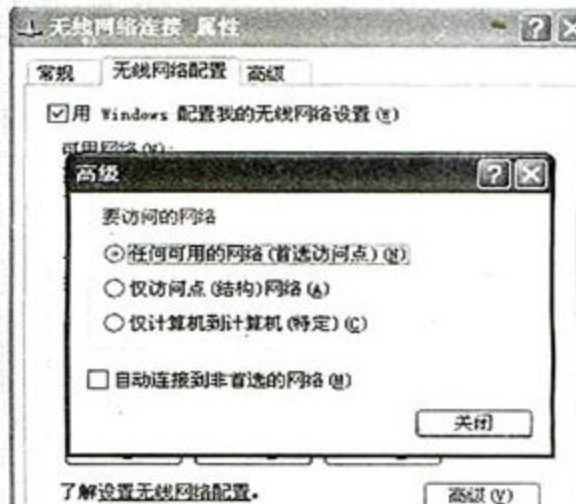 无线网络连接 属性
常规 无线网络配置 高级
用 Windows 配置我的无线网络设置(W)
可用网络(N):
高级
要访问的网络
任何可用的网络(首选访问点)(N)
仅访问点(结构)网络(A)
仅计算机到计算机(特定)(C)
自动连接到非首选的网络(U)
关闭
了解设置无线网络配置。
高级(V)